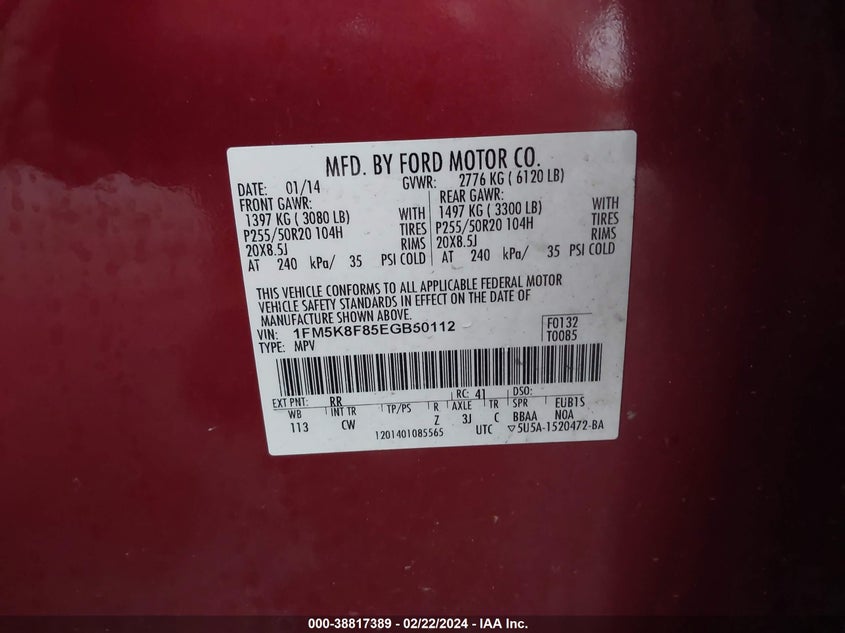 MFD. BY FORD MOTOR CO.
DATE: 01/14 GVWR: 2776 KG ( 6120 LB)
FRONT GAWR: REAR GAWR:
1397 KG ( 3080 LB) WITH 1497 KG ( 3300 LB) WITH
P255/50R20 104H TIRES P255/50R20 104H TIRES
20X8.5J RIMS 20X8.5J RIMS
AT 240 kPa/ 35 PSI COLD AT 240 kPa/ 35 PSI COLD
THIS VEHICLE CONFORMS TO ALL APPLICABLE FEDERAL MOTOR
VEHICLE SAFETY STANDARDS IN EFFECT ON THE DATE OF
MANUFACTURE SHOWN ABOVE.
VIN: 1FM5K8F85EGB50112 F0132
TYPE: MPV T0085
EXT PNT: RR RC: 41 DSO:
WB INT TR TP/PS R AXLE TR SPR EUB1S
113 CW Z 3J C BBAA NOA
1201401085565 UTC ▽5U5A-1520472-BA
000-38817389 - 02/22/2024 - IAA Inc.